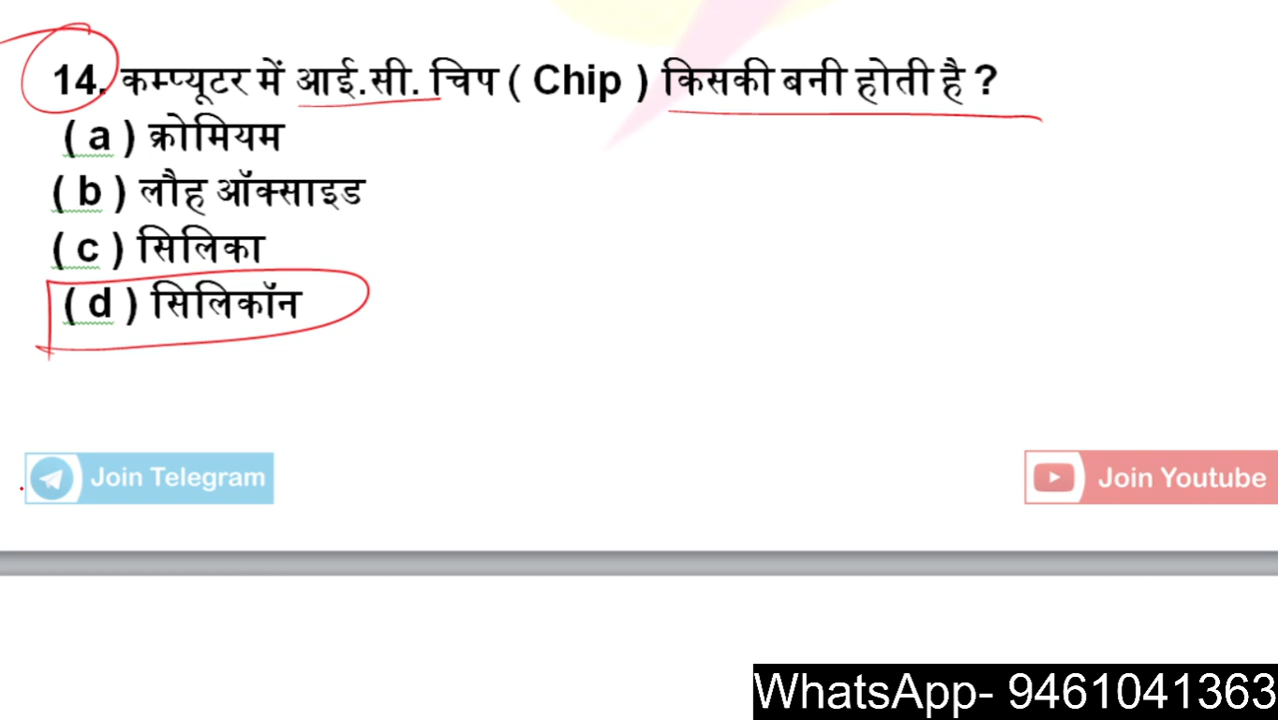 14. कम्प्यूटर में आई.सी. चिप ( Chip ) किसकी बनी होती है ?
( a ) क्रोमियम
( b ) लौह ऑक्साइड
( c ) सिलिका
( d ) सिलिकॉन
Join Telegram
Join Youtube
WhatsApp- 9461041363